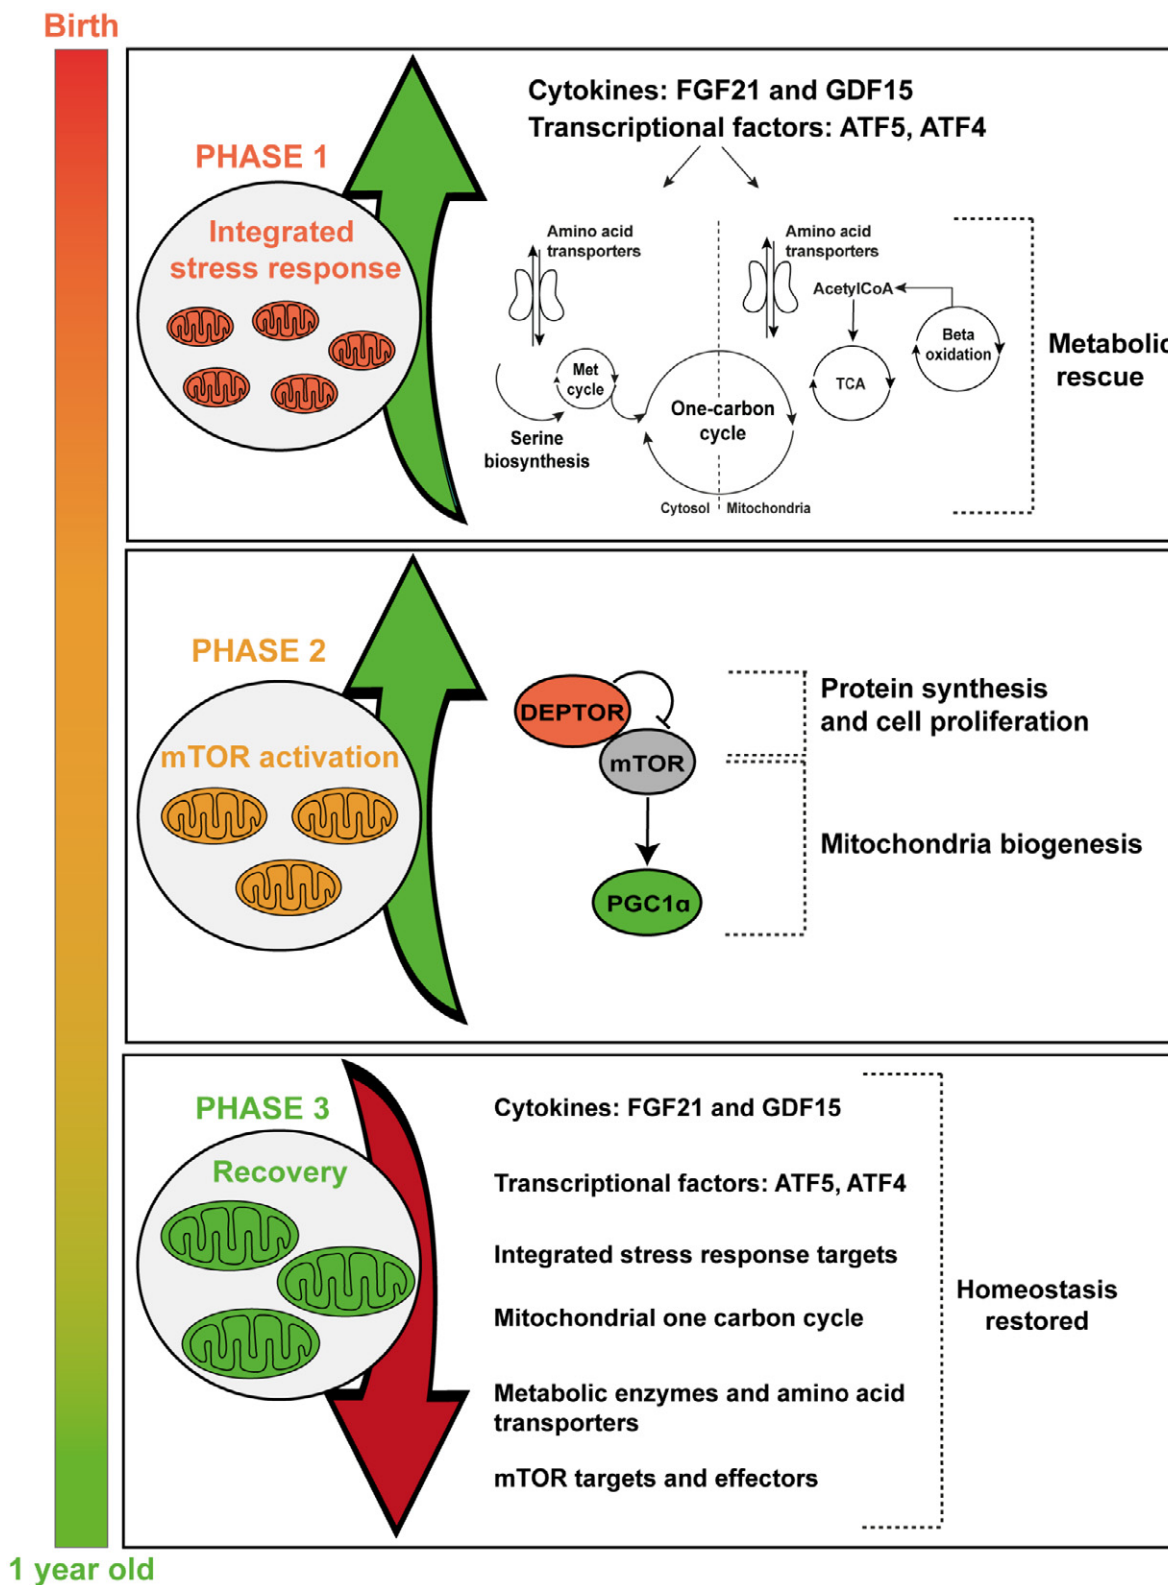 Birth
PHASE 1
Integrated
stress response
Cytokines: FGF21 and GDF15
Transcriptional factors: ATF5, ATF4
Amino acid
transporters
Amino acid
transporters
AcetylCoA
Beta
oxidation
TCA
Met
cycle
One-carbon
cycle
Serine
biosynthesis
Cytosol
Mitochondria
Metabolic
rescue
PHASE 2
mTOR activation
DEPTOR
mTOR
PGC1α
Protein synthesis
and cell proliferation
Mitochondria biogenesis
PHASE 3
Recovery
Cytokines: FGF21 and GDF15
Transcriptional factors: ATF5, ATF4
Integrated stress response targets
Mitochondrial one carbon cycle
Metabolic enzymes and amino acid
transporters
mTOR targets and effectors
Homeostasis
restored
1 year old